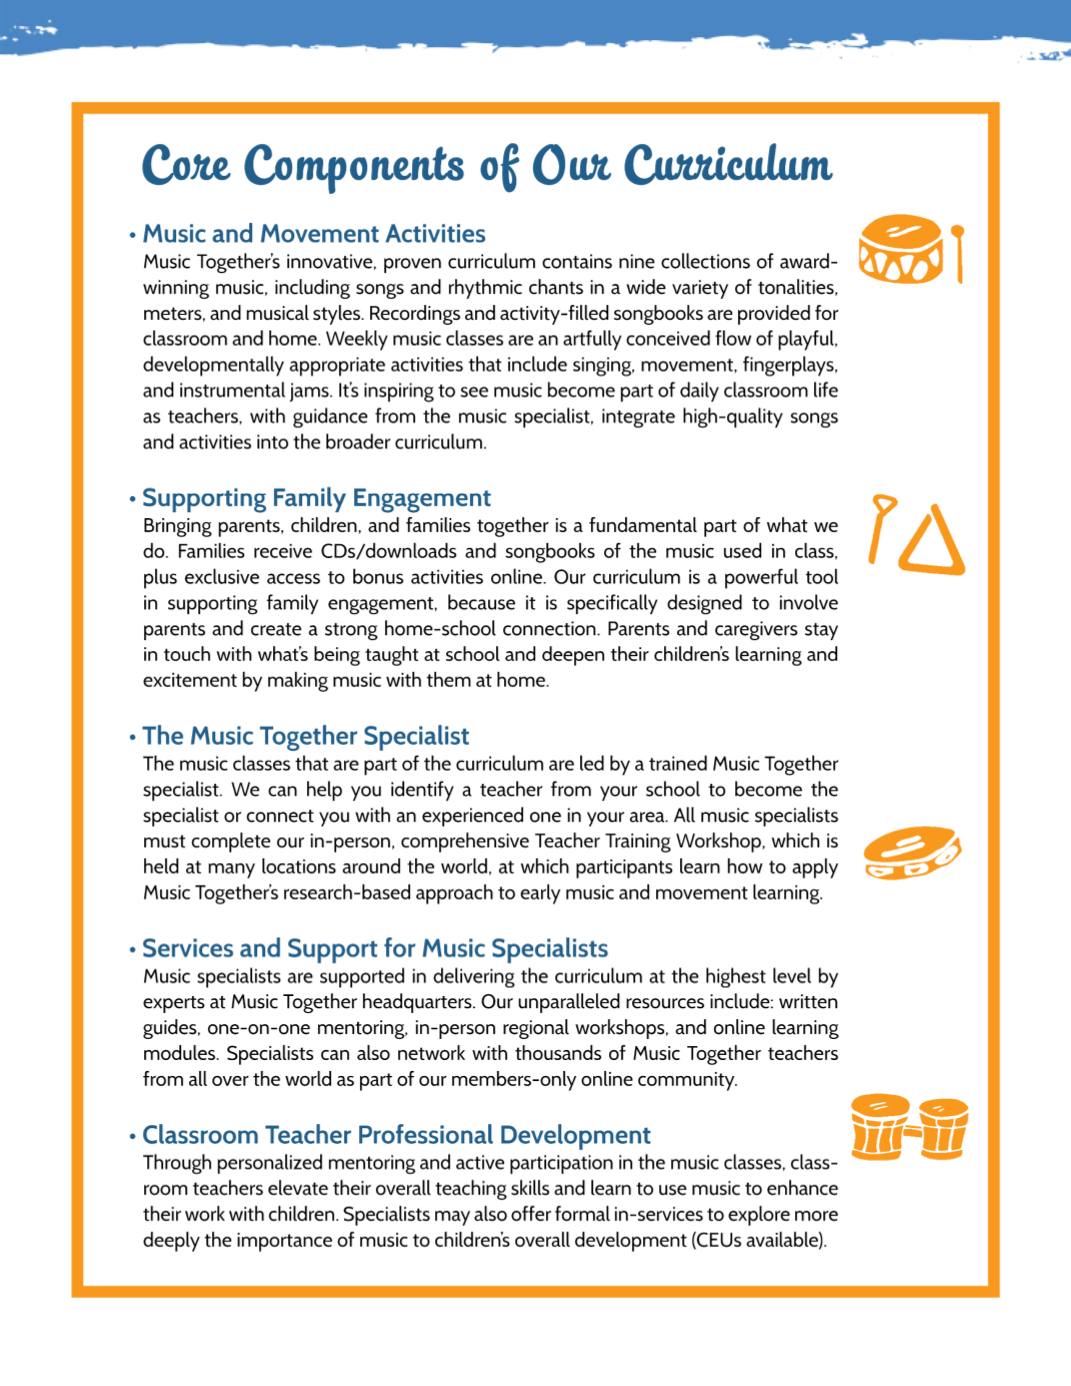 Core Components of Our Curriculum
• Music and Movement Activities
Music Together's innovative, proven curriculum contains nine collections of award-
winning music, including songs and rhythmic chants in a wide variety of tonalities,
meters, and musical styles. Recordings and activity-filled songbooks are provided for
classroom and home. Weekly music classes are an artfully conceived flow of playful,
developmentally appropriate activities that include singing, movement, fingerplays,
and instrumental jams. It's inspiring to see music become part of daily classroom life
as teachers, with guidance from the music specialist, integrate high-quality songs
and activities into the broader curriculum.
• Supporting Family Engagement
Bringing parents, children, and families together is a fundamental part of what we
do. Families receive CDs/downloads and songbooks of the music used in class,
plus exclusive access to bonus activities online. Our curriculum is a powerful tool
in supporting family engagement, because it is specifically designed to involve
parents and create a strong home-school connection. Parents and caregivers stay
in touch with what's being taught at school and deepen their children's learning and
excitement by making music with them at home.
• The Music Together Specialist
The music classes that are part of the curriculum are led by a trained Music Together
specialist. We can help you identify a teacher from your school to become the
specialist or connect you with an experienced one in your area. All music specialists
must complete our in-person, comprehensive Teacher Training Workshop, which is
held at many locations around the world, at which participants learn how to apply
Music Together's research-based approach to early music and movement learning.
• Services and Support for Music Specialists
Music specialists are supported in delivering the curriculum at the highest level by
experts at Music Together headquarters. Our unparalleled resources include: written
guides, one-on-one mentoring, in-person regional workshops, and online learning
modules. Specialists can also network with thousands of Music Together teachers
from all over the world as part of our members-only online community.
• Classroom Teacher Professional Development
Through personalized mentoring and active participation in the music classes, class-
room teachers elevate their overall teaching skills and learn to use music to enhance
their work with children. Specialists may also offer formal in-services to explore more
deeply the importance of music to children's overall development (CEUs available).